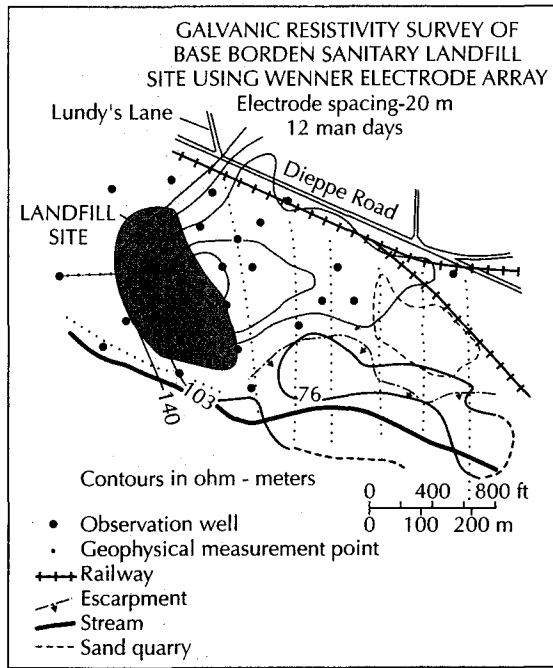 GALVANIC RESISTIVITY SURVEY OF
BASE BORDEN SANITARY LANDFILL
SITE USING WENNER ELECTRODE ARRAY
Electrode spacing-20 m
12 man days
Lundy's Lane
Dieppe Road
LANDFILL
SITE
140
103
76
Contours in ohm - meters
0 400 800 ft
0 100 200 m
Observation well
Geophysical measurement point
Railway
Escarpment
Stream
Sand quarry